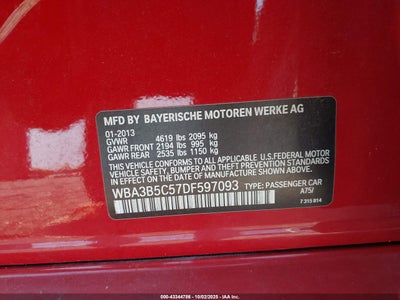 MFD BY BAYERISCHE MOTOREN WERKE AG
01-2013
GVWR 4619 lbs 2095 kg
GAWR FRONT 2194 lbs 995 kg
GAWR REAR 2535 lbs 1150 kg
THIS VEHICLE CONFORMS TO ALL APPLICABLE U.S.FEDERAL MOTOR
VEHICLE SAFETY, BUMPER AND THEFT PREVENTION STANDARDS
IN EFFECT ON THE DATE OF MANUFACTURE SHOWN ABOVE.
WBA3B5C57DF597093 TYPE: PASSENGER CAR
A75/
7 315 814
000-43344786 - 10/02/2025 - IAA Inc.